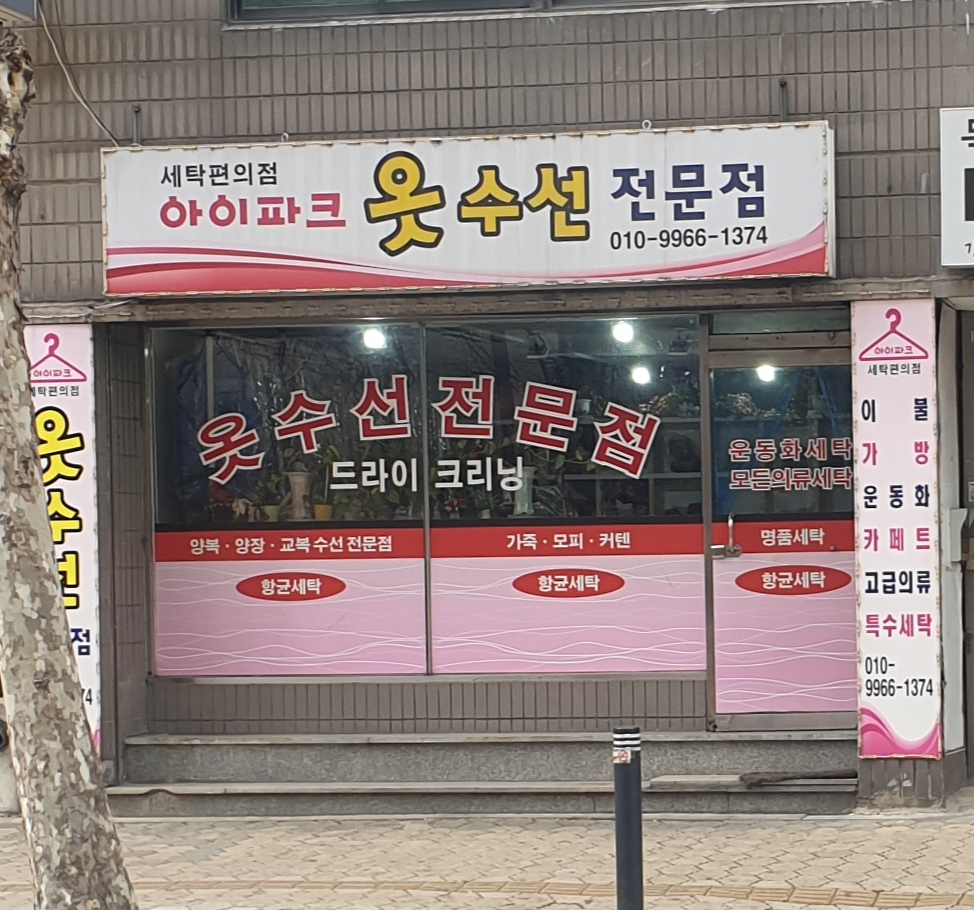 세탁편의점
아이파크 옷수선 전문점
010-9966-1374
아이파크
세탁편의점
옷수선
점
74
옷수선전문점
드라이 크리닝
양복 · 양장 · 교복 수선 전문점
항균세탁
가죽 · 모피 · 커텐
항균세탁
운동화세탁
모든의류세탁
명품세탁
항균세탁
아이파크
세탁편의점
이불
가방
운동화
카페트
고급의류
특수세탁
010-
9966-1374